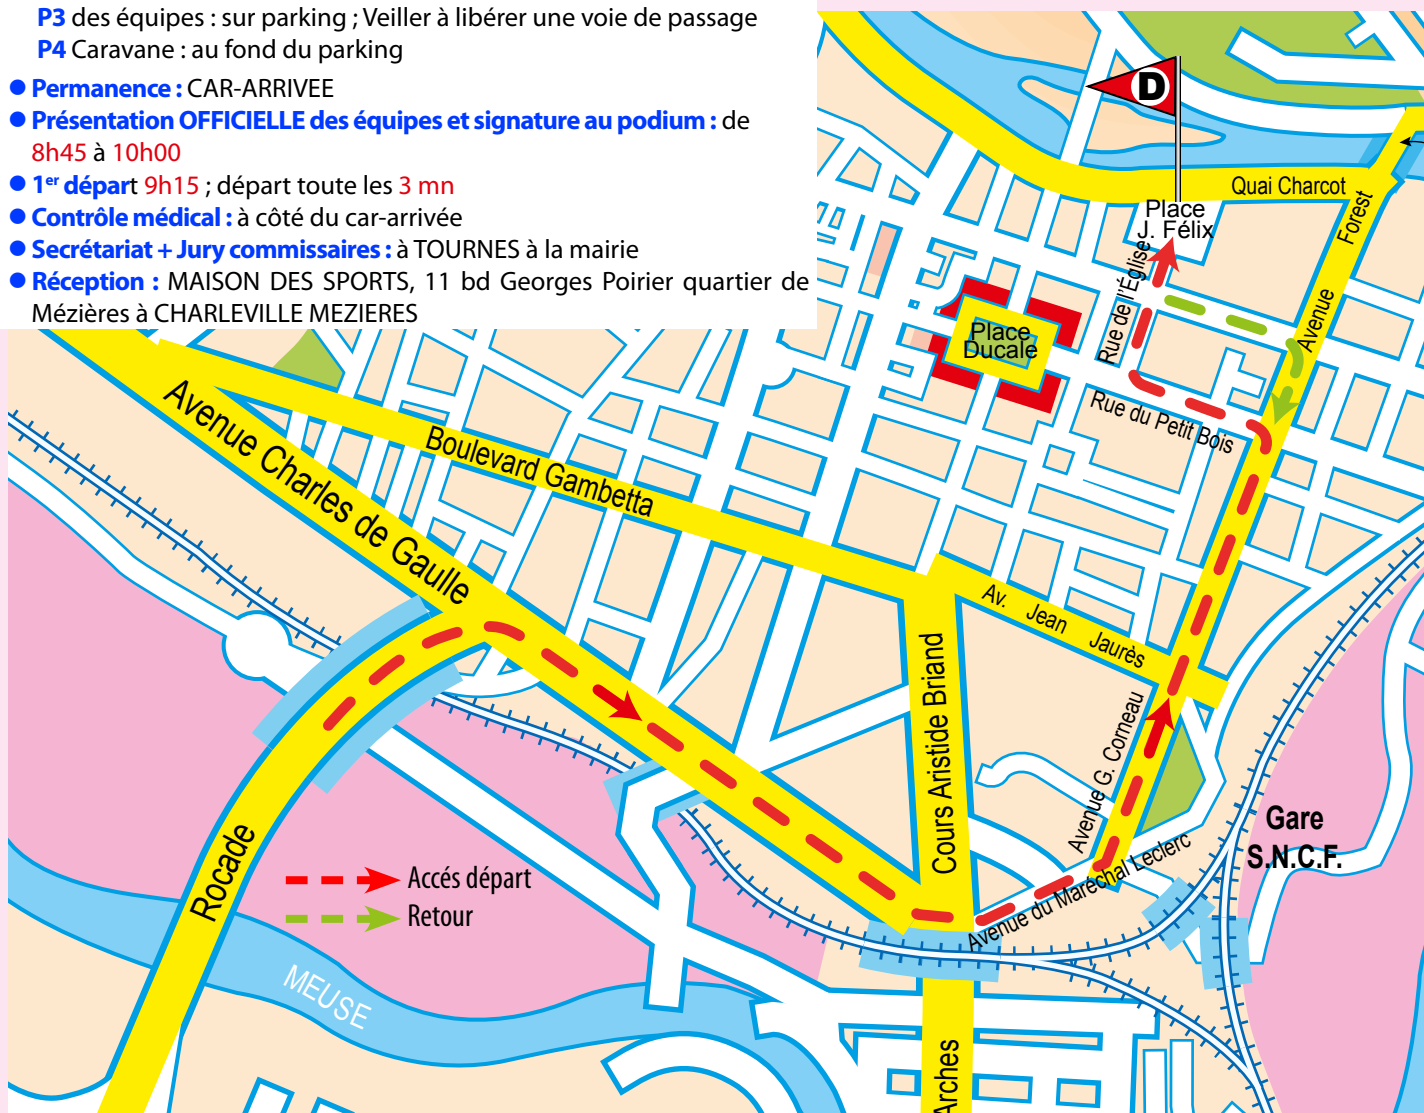 P3 des équipes : sur parking ; Veiller à libérer une voie de passage
P4 Caravane : au fond du parking
● Permanence : CAR-ARRIVEE
● Présentation OFFICIELLE des équipes et signature au podium : de
8h45 à 10h00
● 1er départ 9h15 ; départ toute les 3 mn
● Contrôle médical : à côté du car-arrivée
● Secrétariat + Jury commissaires : à TOURNES à la mairie
● Réception : MAISON DES SPORTS, 11 bd Georges Poirier quartier de
Mézières à CHARLEVILLE MEZIERES
D
Quai Charcot
Place
J. Félix
Avenue Forest
Rue de l'Église
Place
Ducale
Rue du Petit Bois
Avenue Charles de Gaulle
Boulevard Gambetta
Av. Jean Jaurès
Cours Aristide Briand
Avenue G. Corneau
Avenue du Maréchal Leclerc
Gare
S.N.C.F.
Rocade
Accés départ
Retour
MEUSE
Arches